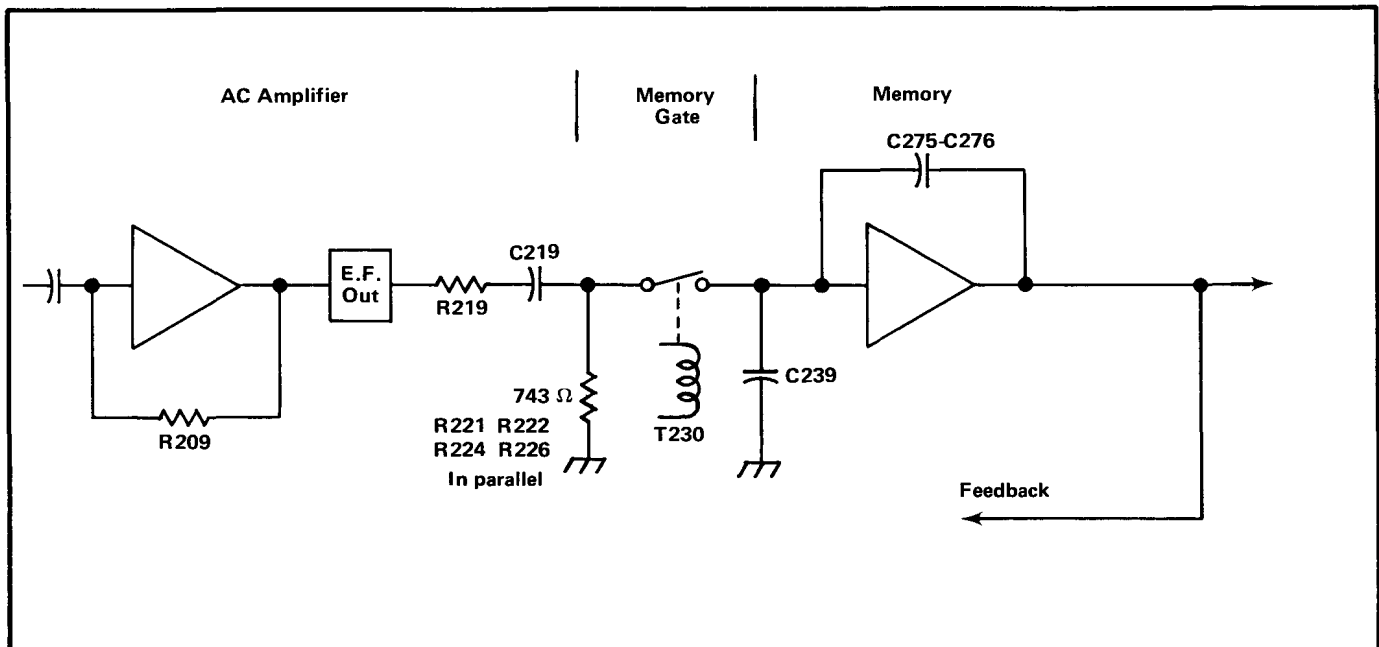 AC Amplifier
Memory
Gate
Memory
C275-C276
E.F.
Out
C219
R219
R209
743 Ω
R221 R222
R224 R226
In parallel
T230
C239
Feedback